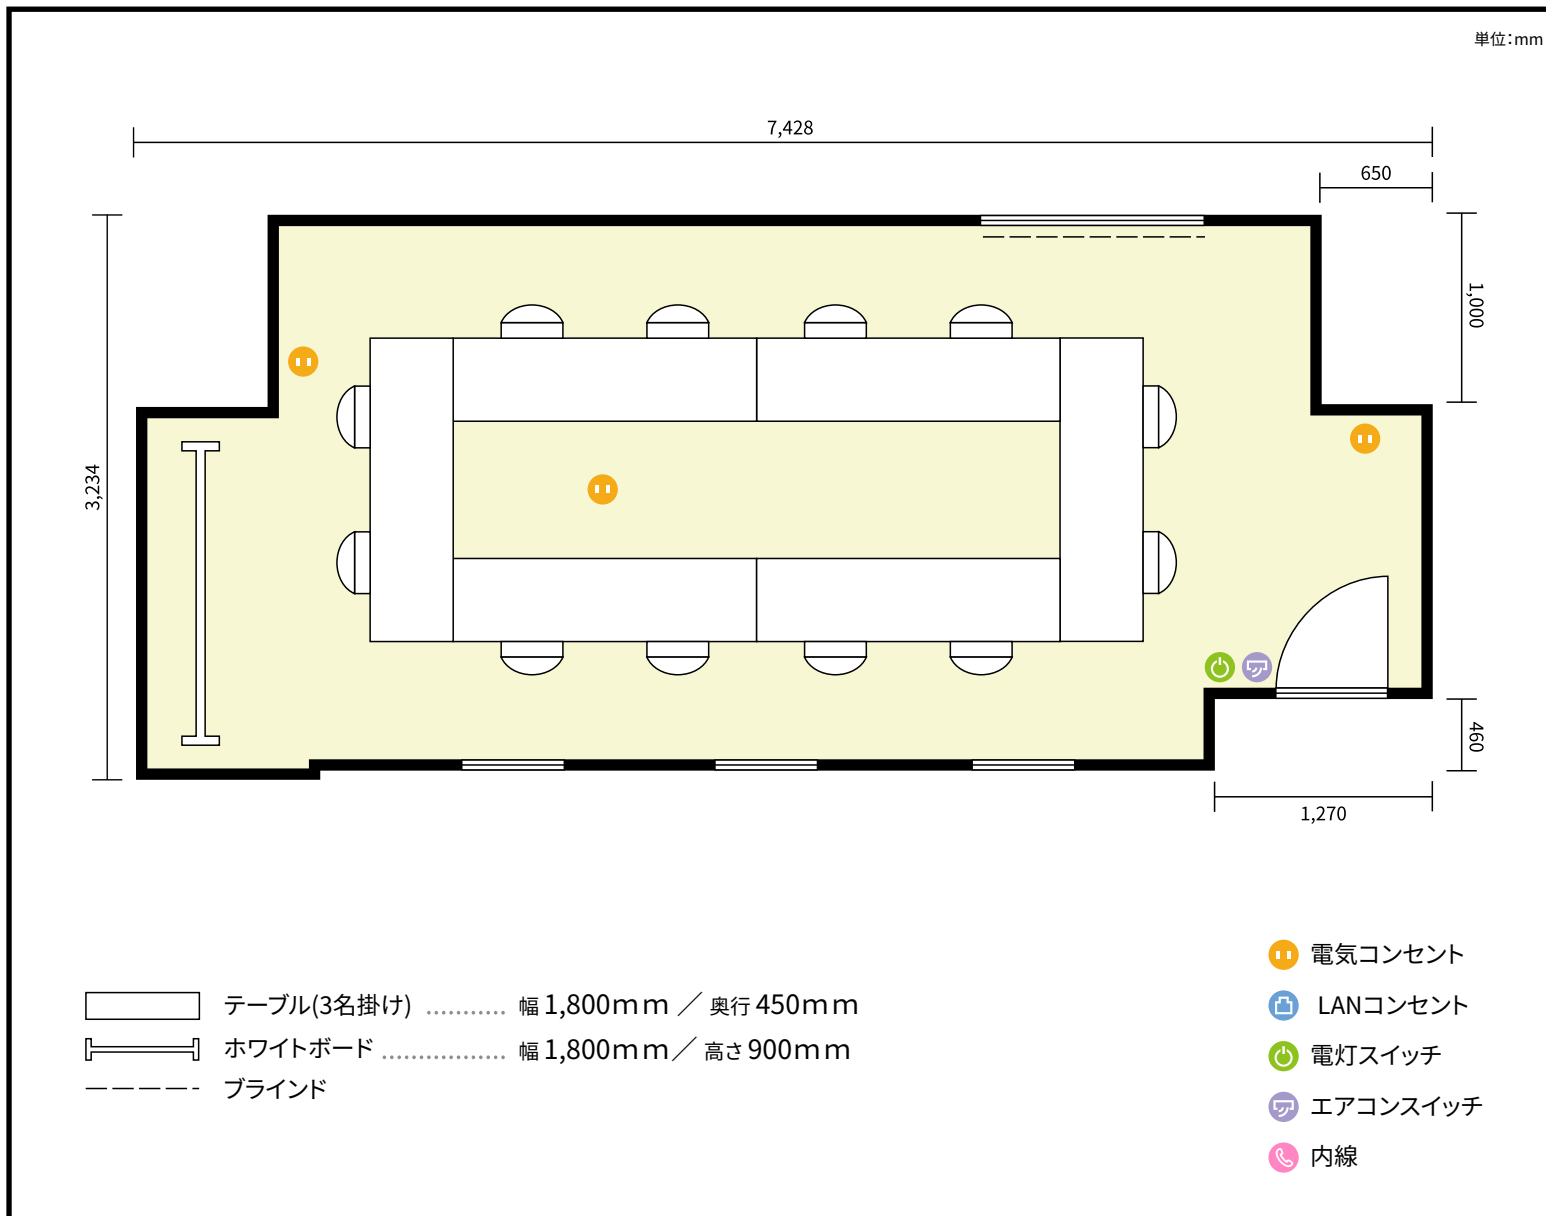 単位：mm
7,428
650
1,000
3,234
460
1,270
テーブル(3名掛け) ........... 幅 1,800mm ／ 奥行 450mm
ホワイトボード ................. 幅 1,800mm／ 高さ 900mm
ブラインド
電気コンセント
LANコンセント
電灯スイッチ
エアコンスイッチ
内線